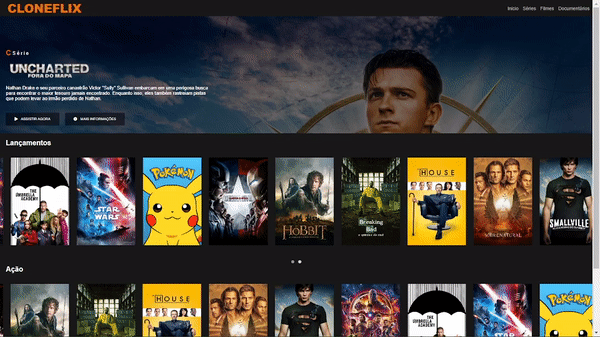 CLONEFLIX
Início Séries Filmes Documentários
C Série
UNCHARTED
FORA DO MAPA
Nathan Drake e seu parceiro canastrão Victor "Sully" Sullivan embarcam em uma perigosa busca
para encontrar o maior tesouro jamais encontrado. Enquanto isso, eles também rastreiam pistas
que podem levar ao irmão perdido de Nathan.
ASSISTIR AGORA
MAIS INFORMAÇÕES
Lançamentos
THE
UMBRELLA
ACADEMY
STAR
WARS
POKéMON
THE
HOBBIT
Breaking
Bad
HOUSE
SUPERNATURAL
SMALLVILLE
Ação
HOUSE
POKéMON